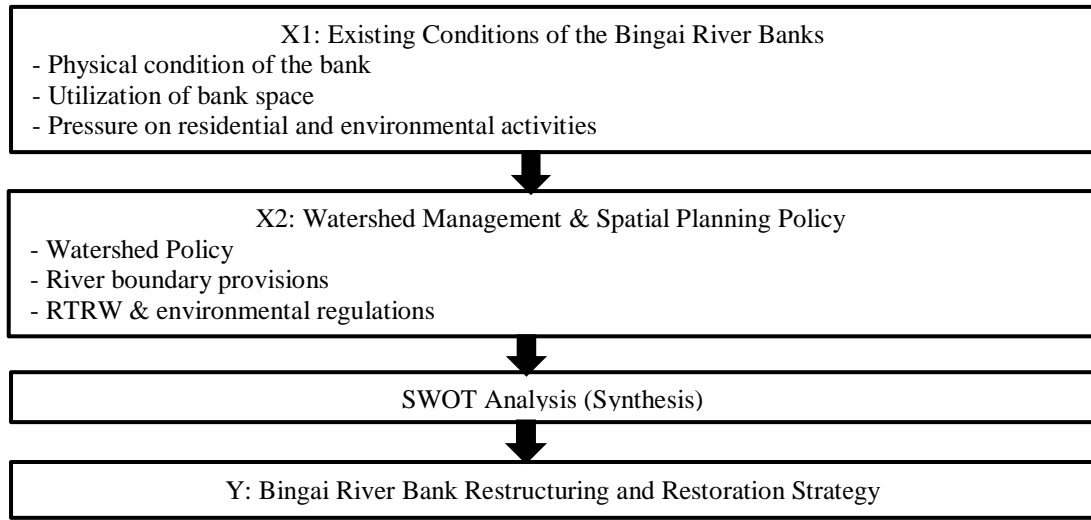 X1: Existing Conditions of the Bingai River Banks
- Physical condition of the bank
- Utilization of bank space
- Pressure on residential and environmental activities
X2: Watershed Management & Spatial Planning Policy
- Watershed Policy
- River boundary provisions
- RTRW & environmental regulations
SWOT Analysis (Synthesis)
Y: Bingai River Bank Restructuring and Restoration Strategy